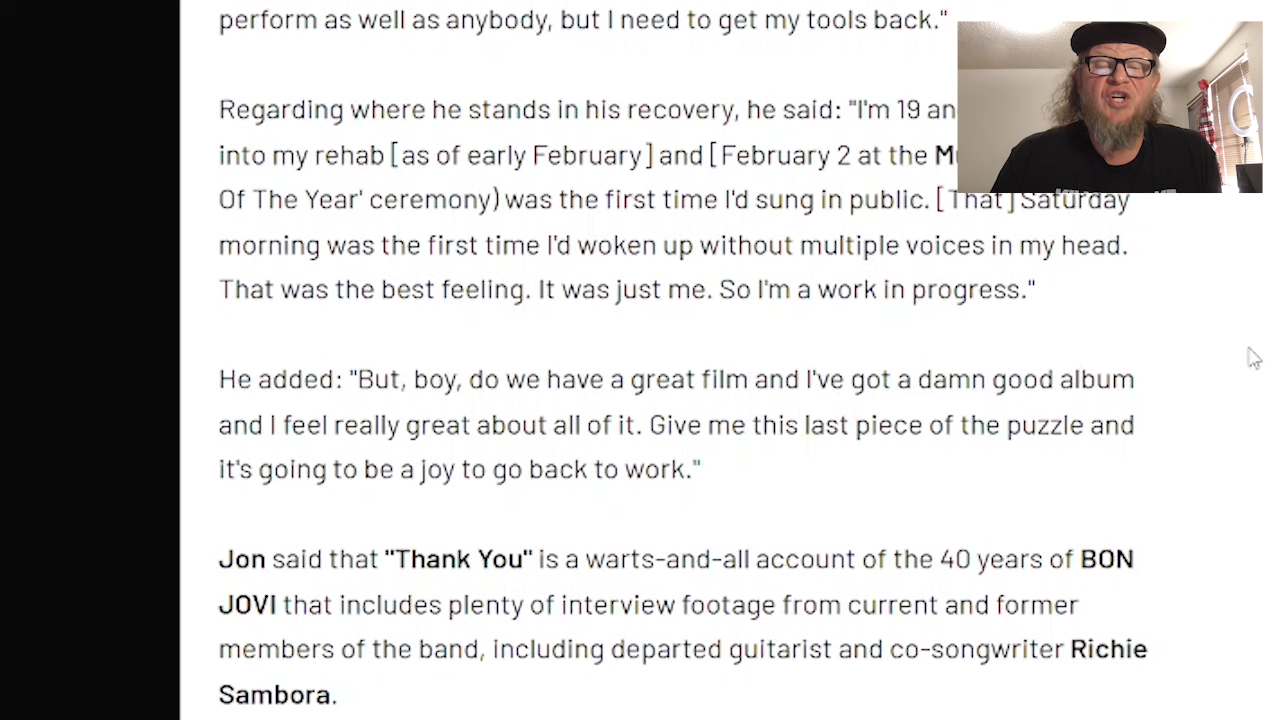 perform as well as anybody, but I need to get my tools back."
Regarding where he stands in his recovery, he said: "I'm 19 an
into my rehab [as of early February] and [February 2 at the M
Of The Year' ceremony) was the first time I'd sung in public. [That] Saturday
morning was the first time I'd woken up without multiple voices in my head.
That was the best feeling. It was just me. So I'm a work in progress."
He added: "But, boy, do we have a great film and I've got a damn good album
and I feel really great about all of it. Give me this last piece of the puzzle and
it's going to be a joy to go back to work."
Jon said that "Thank You" is a warts-and-all account of the 40 years of BON
JOVI that includes plenty of interview footage from current and former
members of the band, including departed guitarist and co-songwriter Richie
Sambora.